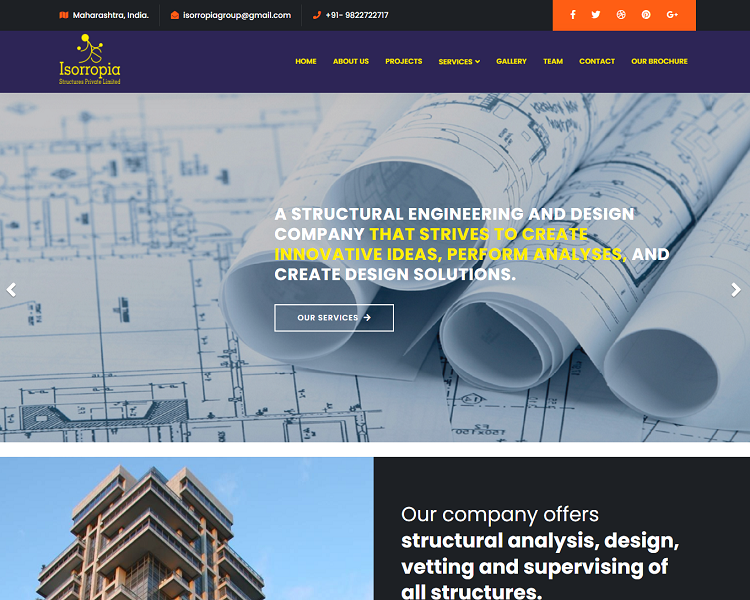 Maharashtra, India.
isorropiagroup@gmail.com
+91- 9822722717
Isorropia
Structures Private Limited
HOME
ABOUT US
PROJECTS
SERVICES
GALLERY
TEAM
CONTACT
OUR BROCHURE
A STRUCTURAL ENGINEERING AND DESIGN
COMPANY THAT STRIVES TO CREATE
INNOVATIVE IDEAS, PERFORM ANALYSES, AND
CREATE DESIGN SOLUTIONS.
OUR SERVICES
Our company offers
structural analysis, design,
vetting and supervising of
all structures.